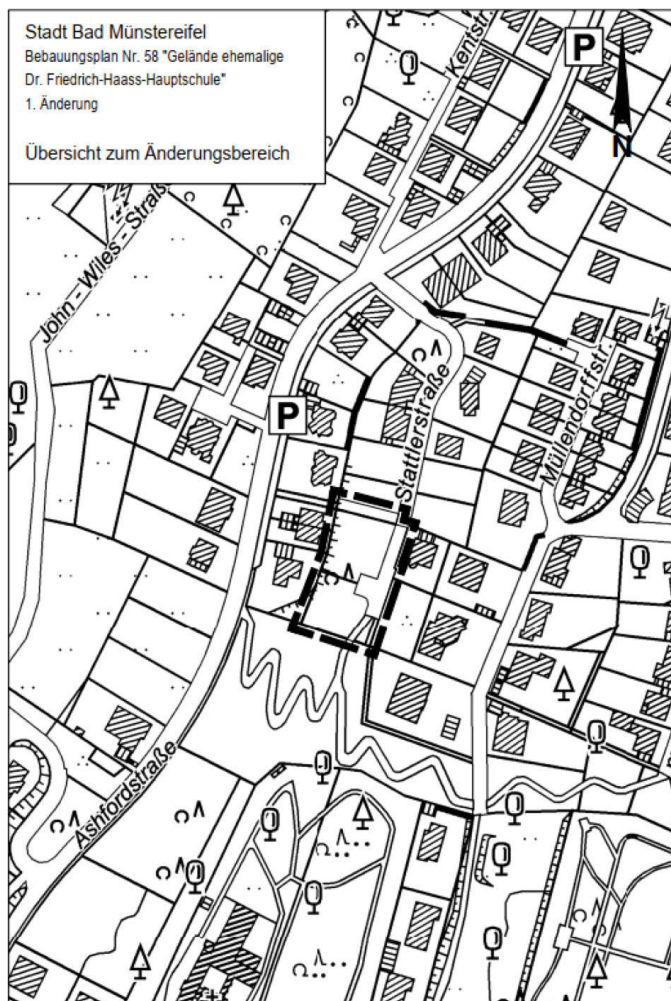 Stadt Bad Münstereifel
Bebauungsplan Nr. 58 "Gelände ehemalige
Dr. Friedrich-Haass-Hauptschule"
1. Änderung
Übersicht zum Änderungsbereich
Kentstr.
P
N
John - Wiles - Straße
P
Stattlerstraße
Müllendorffstr.
Ashfordstraße